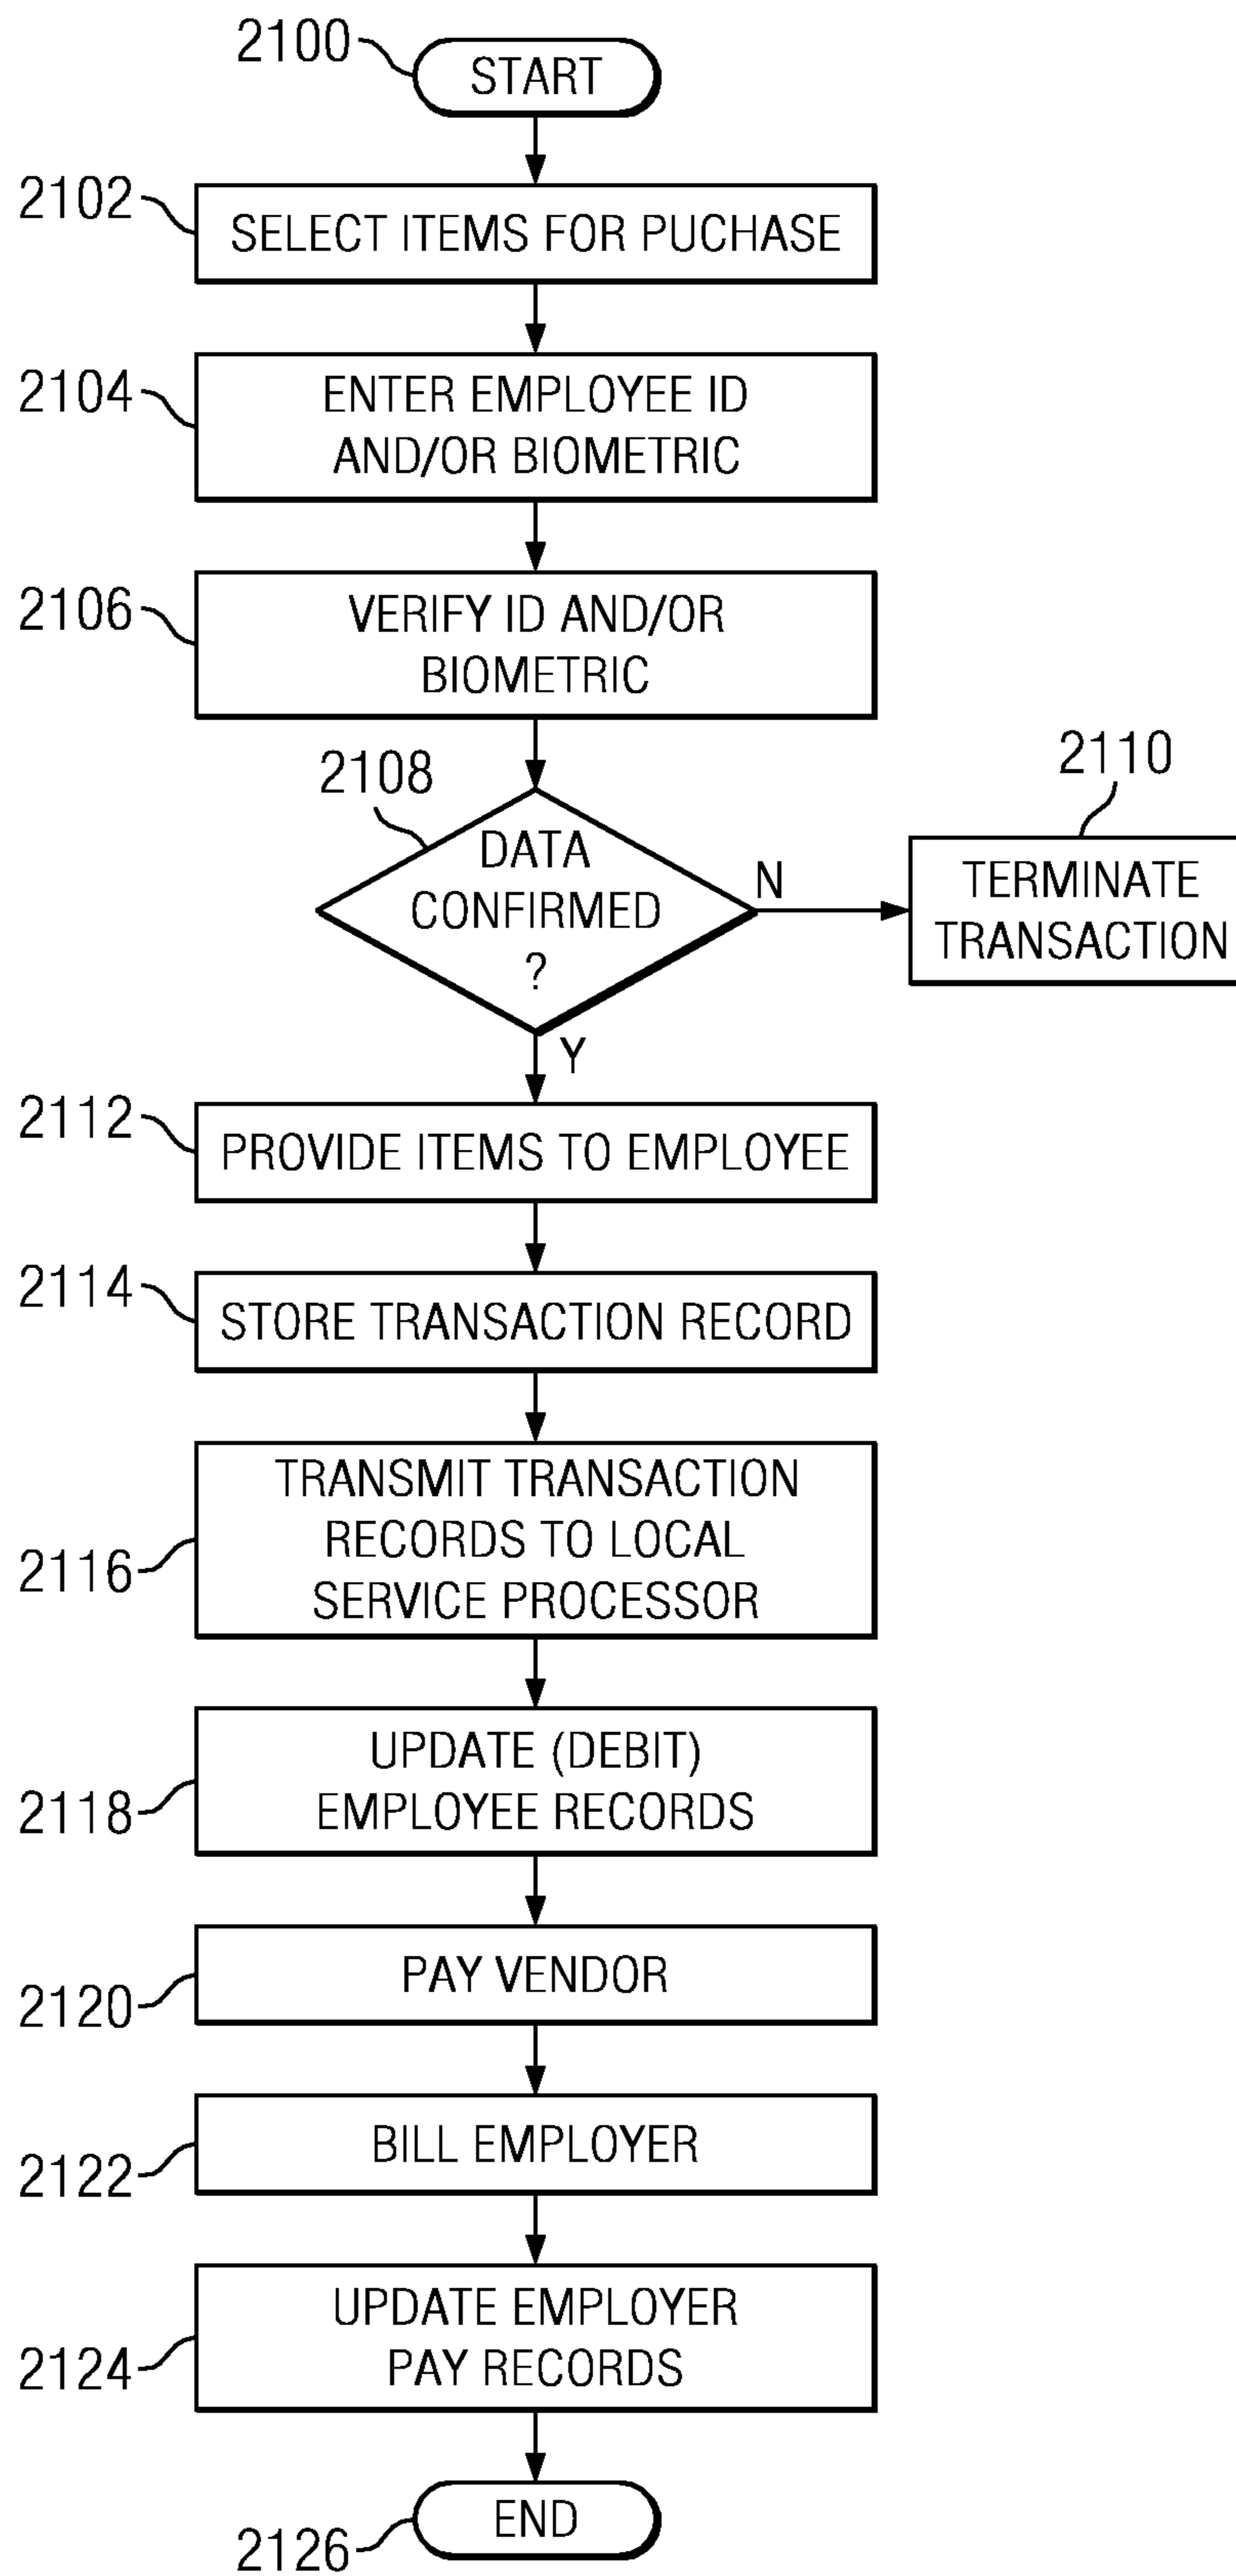 2100
START
2102
SELECT ITEMS FOR PUCHASE
2104
ENTER EMPLOYEE ID
AND/OR BIOMETRIC
2106
VERIFY ID AND/OR
BIOMETRIC
2108
DATA
CONFIRMED
?
N
2110
TERMINATE
TRANSACTION
Y
2112
PROVIDE ITEMS TO EMPLOYEE
2114
STORE TRANSACTION RECORD
2116
TRANSMIT TRANSACTION
RECORDS TO LOCAL
SERVICE PROCESSOR
2118
UPDATE (DEBIT)
EMPLOYEE RECORDS
2120
PAY VENDOR
2122
BILL EMPLOYER
2124
UPDATE EMPLOYER
PAY RECORDS
2126
END